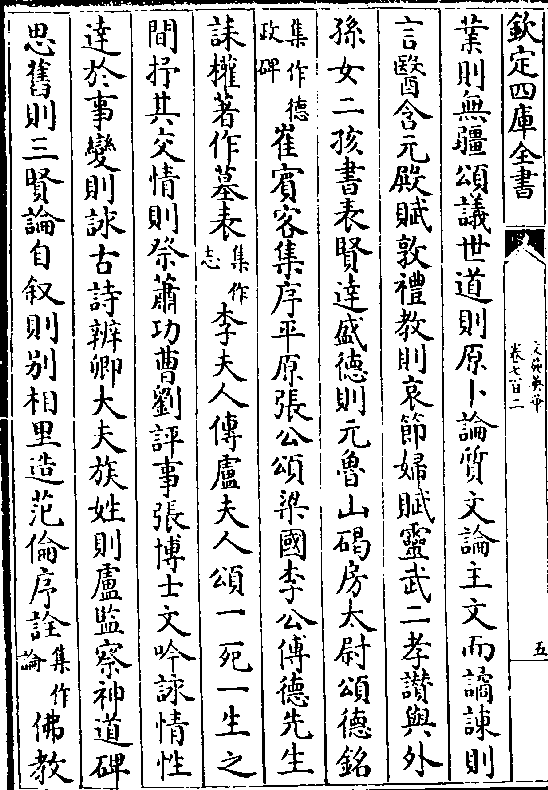 欽定四庫全書
文苑英華
卷七百二
五
業則無疆頌議世道則原卜論質文論主文而譎諫則
言醫含元殿賦敦禮教則哀節婦賦靈武二孝讃與外
孫女二孩書表賢達盛德則元魯山碣房太尉頌德銘
集作德政碑崔賓客集序平原張公頌梁國李公傳德先生
誄權著作墓表集作志李夫人傳盧夫人頌一死一生之
間抒其交情則祭蕭功曹劉評事張博士文吟詠情性
達於事變則詠古詩辨卿大夫族姓則盧監察神道碑
思舊則三賢論自叙則别相里造范倫序詮集作論佛教